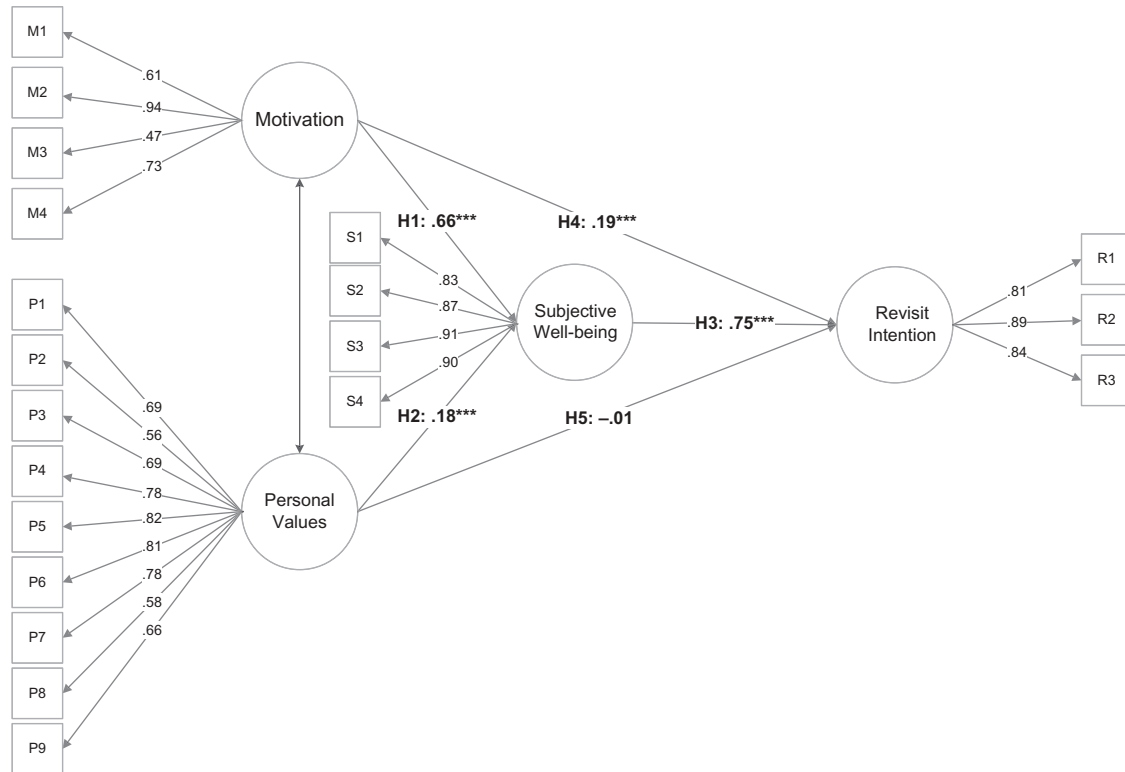 M1
M2
M3
M4
.61
.94
.47
.73
Motivation
H1: .66***
H4: .19***
S1
S2
S3
S4
.83
.87
.91
.90
Subjective
Well-being
H3: .75***
Revisit
Intention
.81
.89
.84
R1
R2
R3
H2: .18***
H5: –.01
P1
P2
P3
P4
P5
P6
P7
P8
P9
.69
.56
.69
.78
.82
.81
.78
.58
.66
Personal
Values